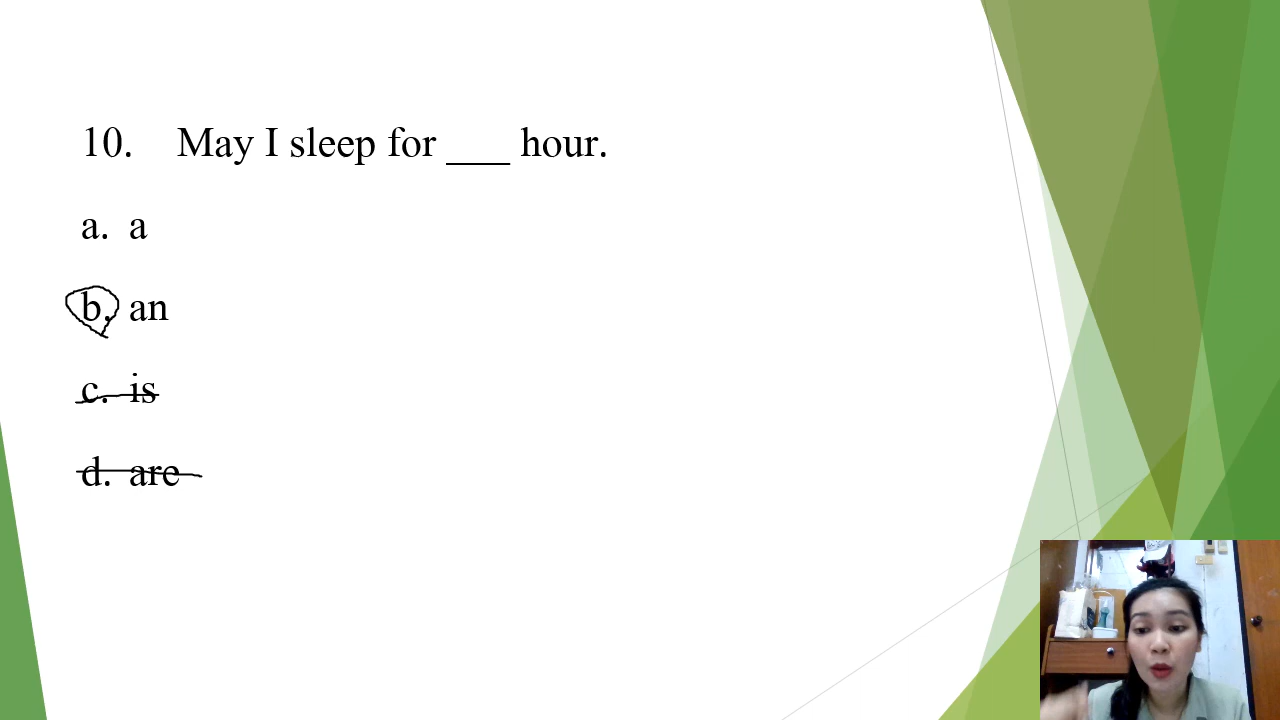 10. May I sleep for ___ hour.
a. a
b. an
c. is
d. are